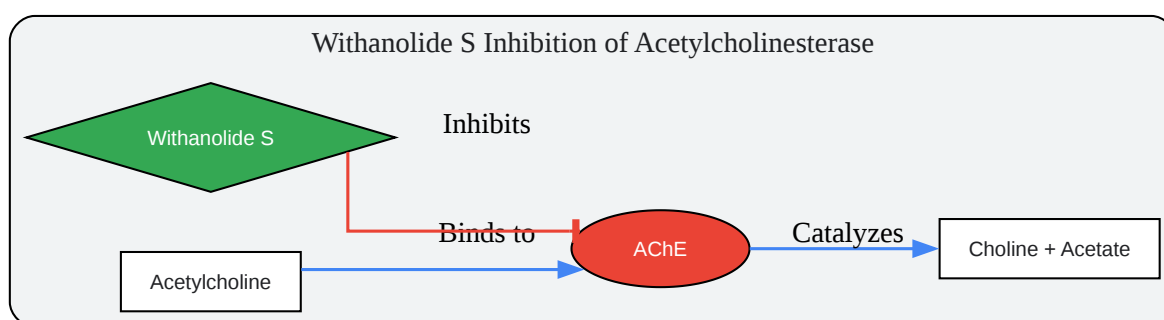 Withanolide S Inhibition of Acetylcholinesterase
Withanolide S
Inhibits
Binds to
AChE
Catalyzes
Choline + Acetate
Acetylcholine